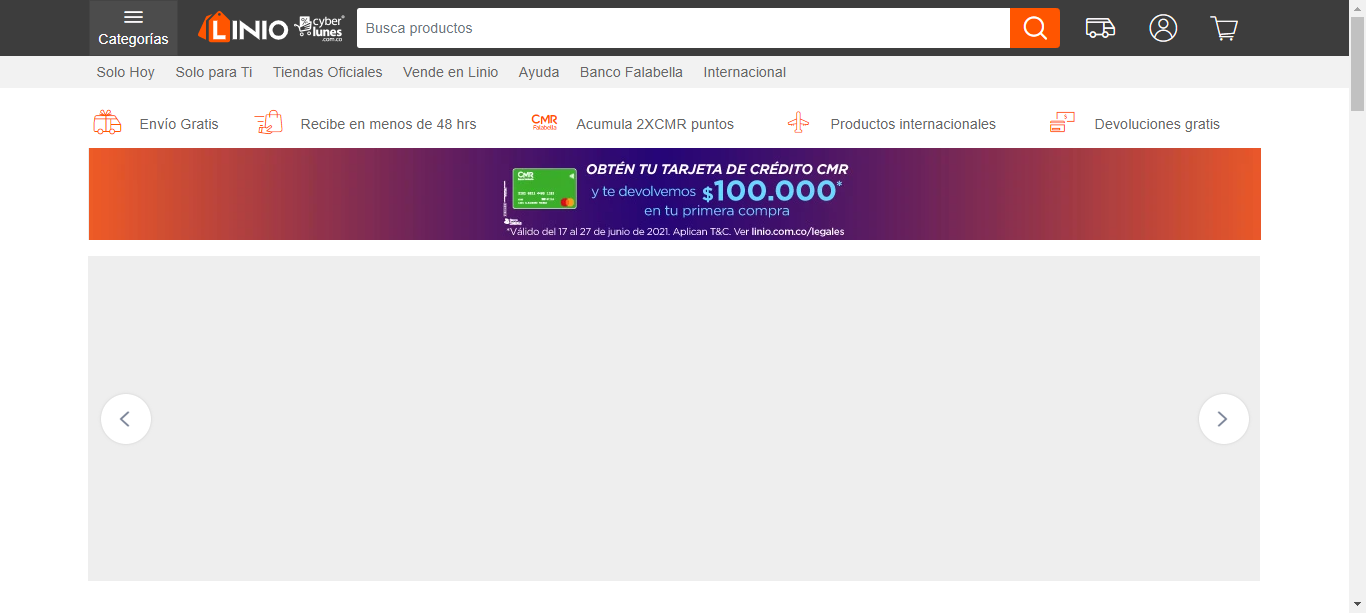 Categorías
LINIO
cyber lunes .com.co
Busca productos
Solo Hoy
Solo para Ti
Tiendas Oficiales
Vende en Linio
Ayuda
Banco Falabella
Internacional
Envío Gratis
Recibe en menos de 48 hrs
CMR Falabella
Acumula 2XCMR puntos
Productos internacionales
Devoluciones gratis
CMR
OBTÉN TU TARJETA DE CRÉDITO CMR
y te devolvemos $100.000*
en tu primera compra
*Válido del 17 al 27 de junio de 2021. Aplican T&C. Ver linio.com.co/legales